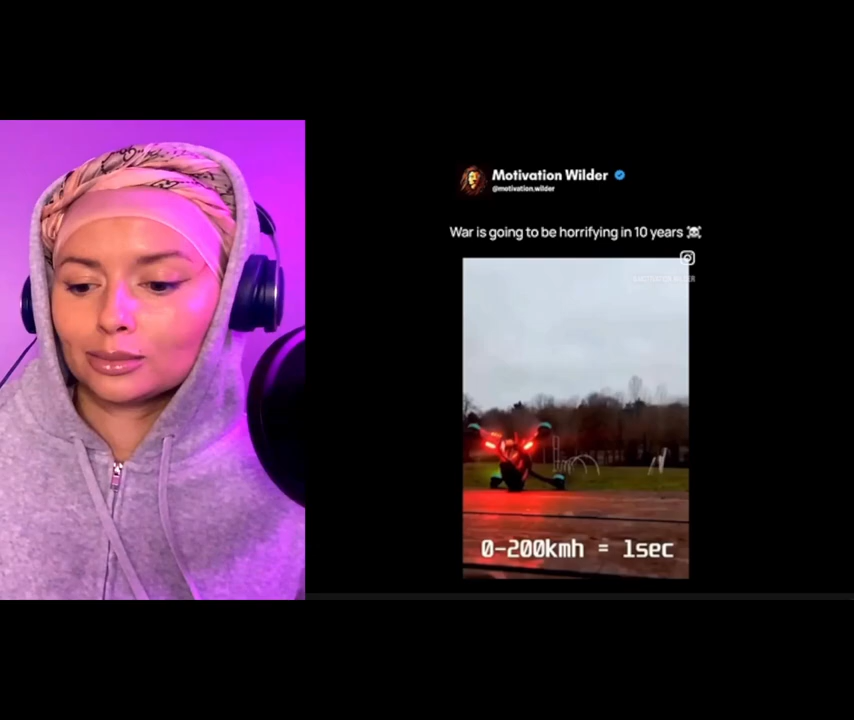 Motivation Wilder
@motivation.wilder
War is going to be horrifying in 10 years ☠️
0-200kmh = 1sec